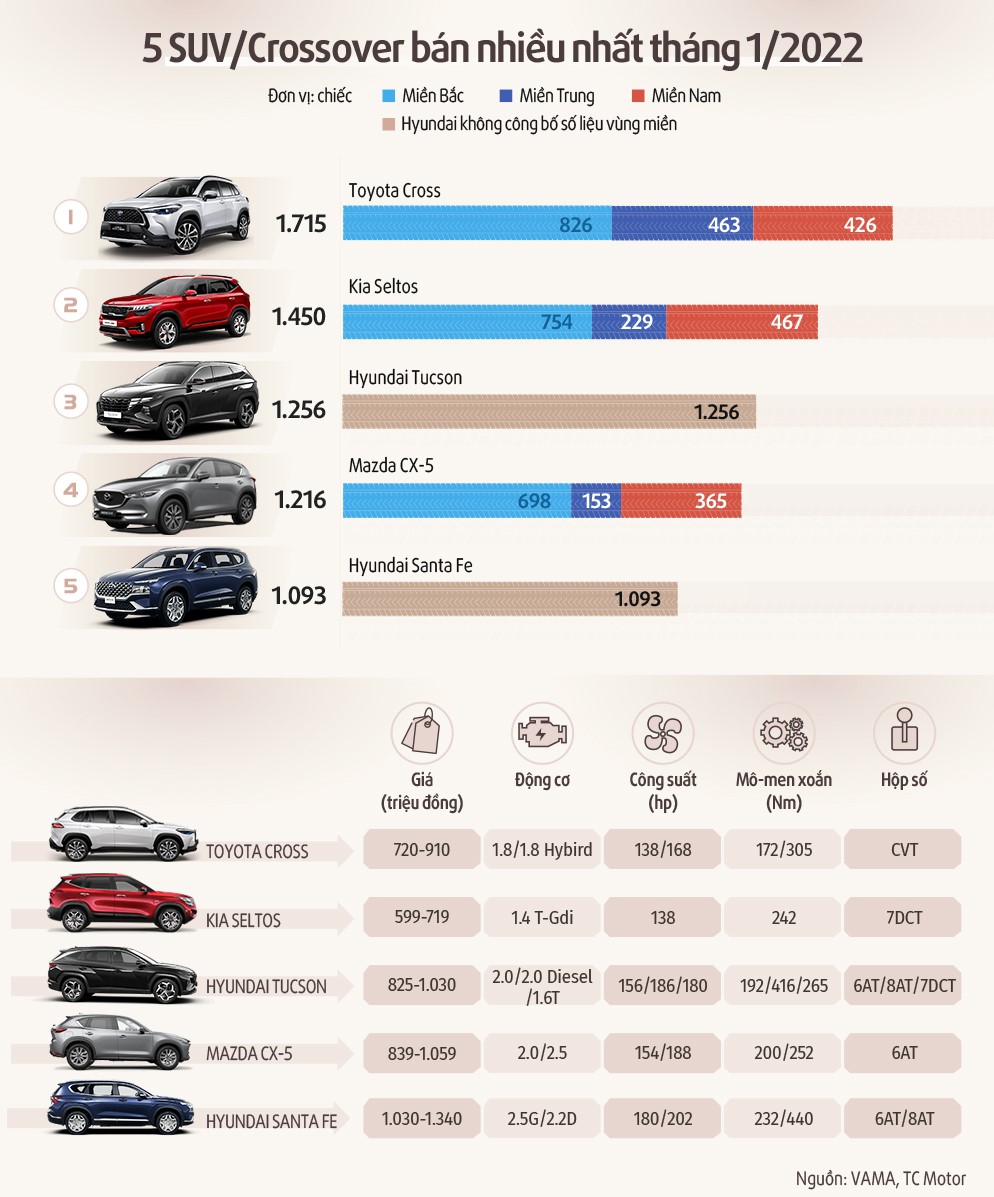 5 SUV/Crossover bán nhiều nhất tháng 1/2022
Đơn vị: chiếc
Miền Bắc
Miền Trung
Miền Nam
Hyundai không công bố số liệu vùng miền
1
1.715
Toyota Cross
826
463
426
2
1.450
Kia Seltos
754
229
467
3
1.256
Hyundai Tucson
1.256
4
1.216
Mazda CX-5
698
153
365
5
1.093
Hyundai Santa Fe
1.093
Giá
(triệu đồng)
Động cơ
Công suất
(hp)
Mô-men xoắn
(Nm)
Hộp số
TOYOTA CROSS
720-910
1.8/1.8 Hybird
138/168
172/305
CVT
KIA SELTOS
599-719
1.4 T-Gdi
138
242
7DCT
HYUNDAI TUCSON
825-1.030
2.0/2.0 Diesel
/1.6T
156/186/180
192/416/265
6AT/8AT/7DCT
MAZDA CX-5
839-1.059
2.0/2.5
154/188
200/252
6AT
HYUNDAI SANTA FE
1.030-1.340
2.5G/2.2D
180/202
232/440
6AT/8AT
Nguồn: VAMA, TC Motor